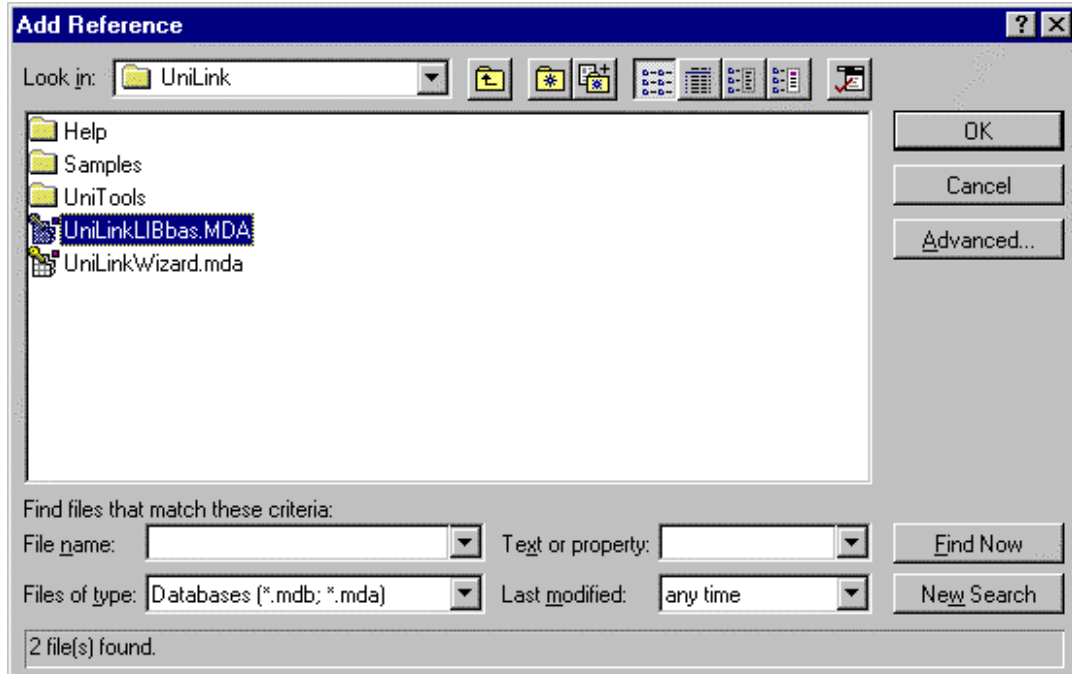 Add Reference
Look in: UniLink
Help
Samples
UniTools
UniLinkLIBbas.MDA
UniLinkWizard.mda
OK
Cancel
Advanced...
Find files that match these criteria:
File name: Text or property: Find Now
Files of type: Databases (*.mdb; *.mda) Last modified: any time New Search
2 file(s) found.